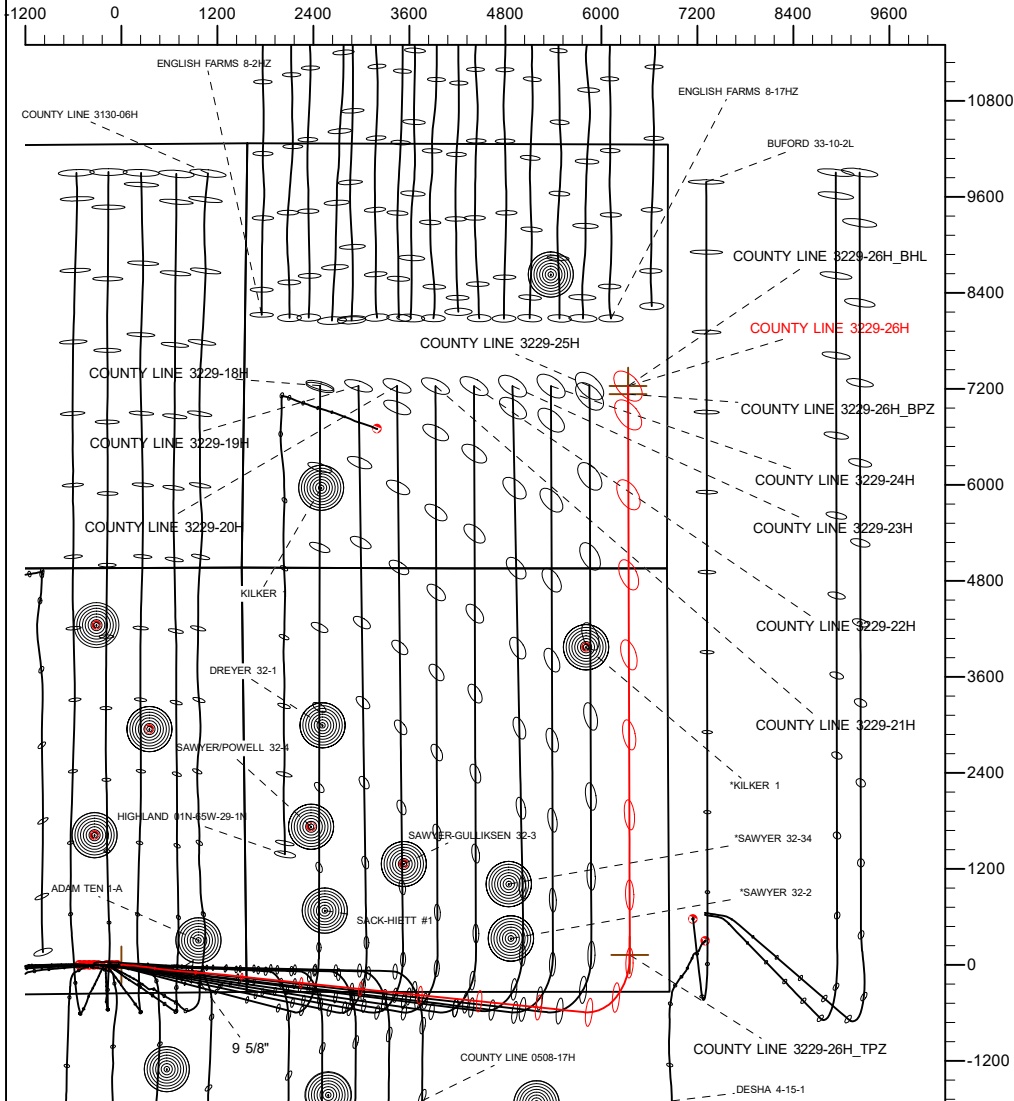 -1200 0 1200 2400 3600 4800 6000 7200 8400 9600
ENGLISH FARMS 8-2HZ
ENGLISH FARMS 8-17HZ
10800
COUNTY LINE 3130-06H
BUFORD 33-10-2L
9600
COUNTY LINE 3229-26H_BHL
8400
COUNTY LINE 3229-26H
COUNTY LINE 3229-25H
COUNTY LINE 3229-18H
7200
COUNTY LINE 3229-26H_BPZ
COUNTY LINE 3229-19H
COUNTY LINE 3229-24H
6000
COUNTY LINE 3229-20H
COUNTY LINE 3229-23H
KILKER
4800
COUNTY LINE 3229-22H
DREYER 32-1
3600
COUNTY LINE 3229-21H
SAWYER/POWELL 32-4
*KILKER 1
2400
HIGHLAND 01N-65W-29-1N
SAWYER-GULLIKSEN 32-3
*SAWYER 32-34
1200
ADAM TEN 1-A
*SAWYER 32-2
SACK-HIETT #1
0
9 5/8"
COUNTY LINE 3229-26H_TPZ
COUNTY LINE 0508-17H
-1200
DESHA 4-15-1